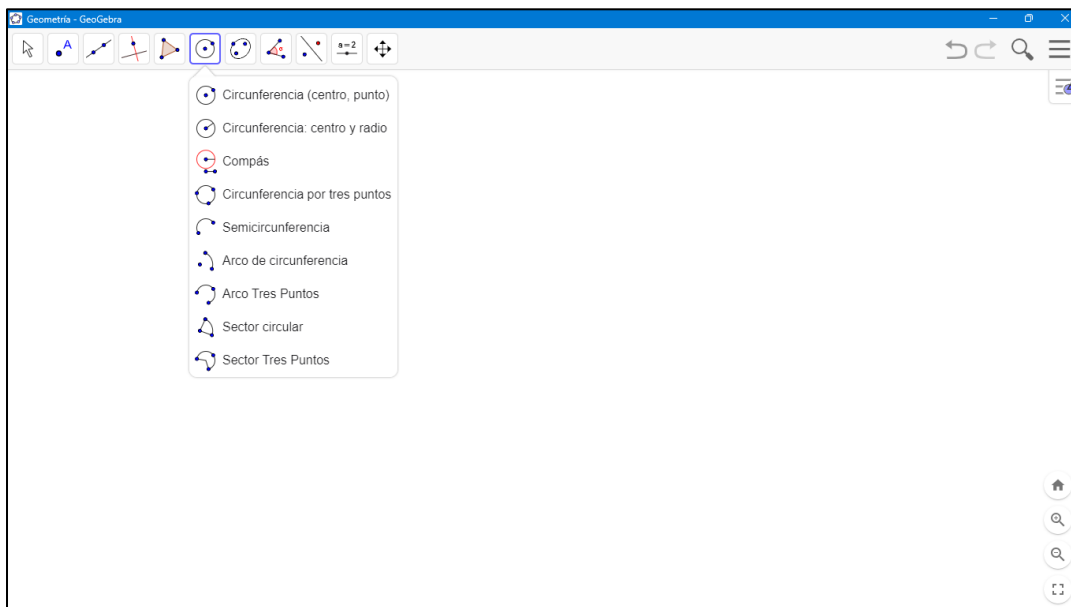 Geometría - GeoGebra
A
a=2
Circunferencia (centro, punto)
Circunferencia: centro y radio
Compás
Circunferencia por tres puntos
Semicircunferencia
Arco de circunferencia
Arco Tres Puntos
Sector circular
Sector Tres Puntos